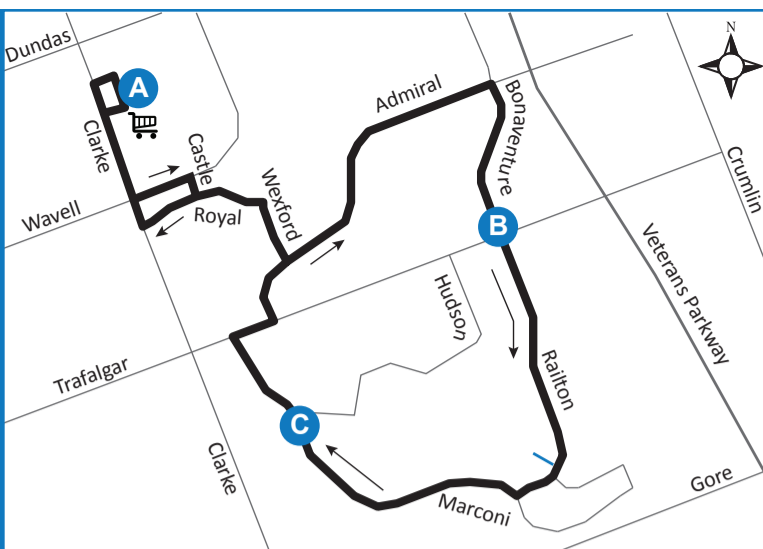 Dundas
N
A
Admiral
Bonaventure
Clarke
Castle
Crumlin
Wexford
Wavell
Royal
B
Veterans Parkway
Hudson
Trafalgar
Railton
C
Clarke
Marconi
Gore